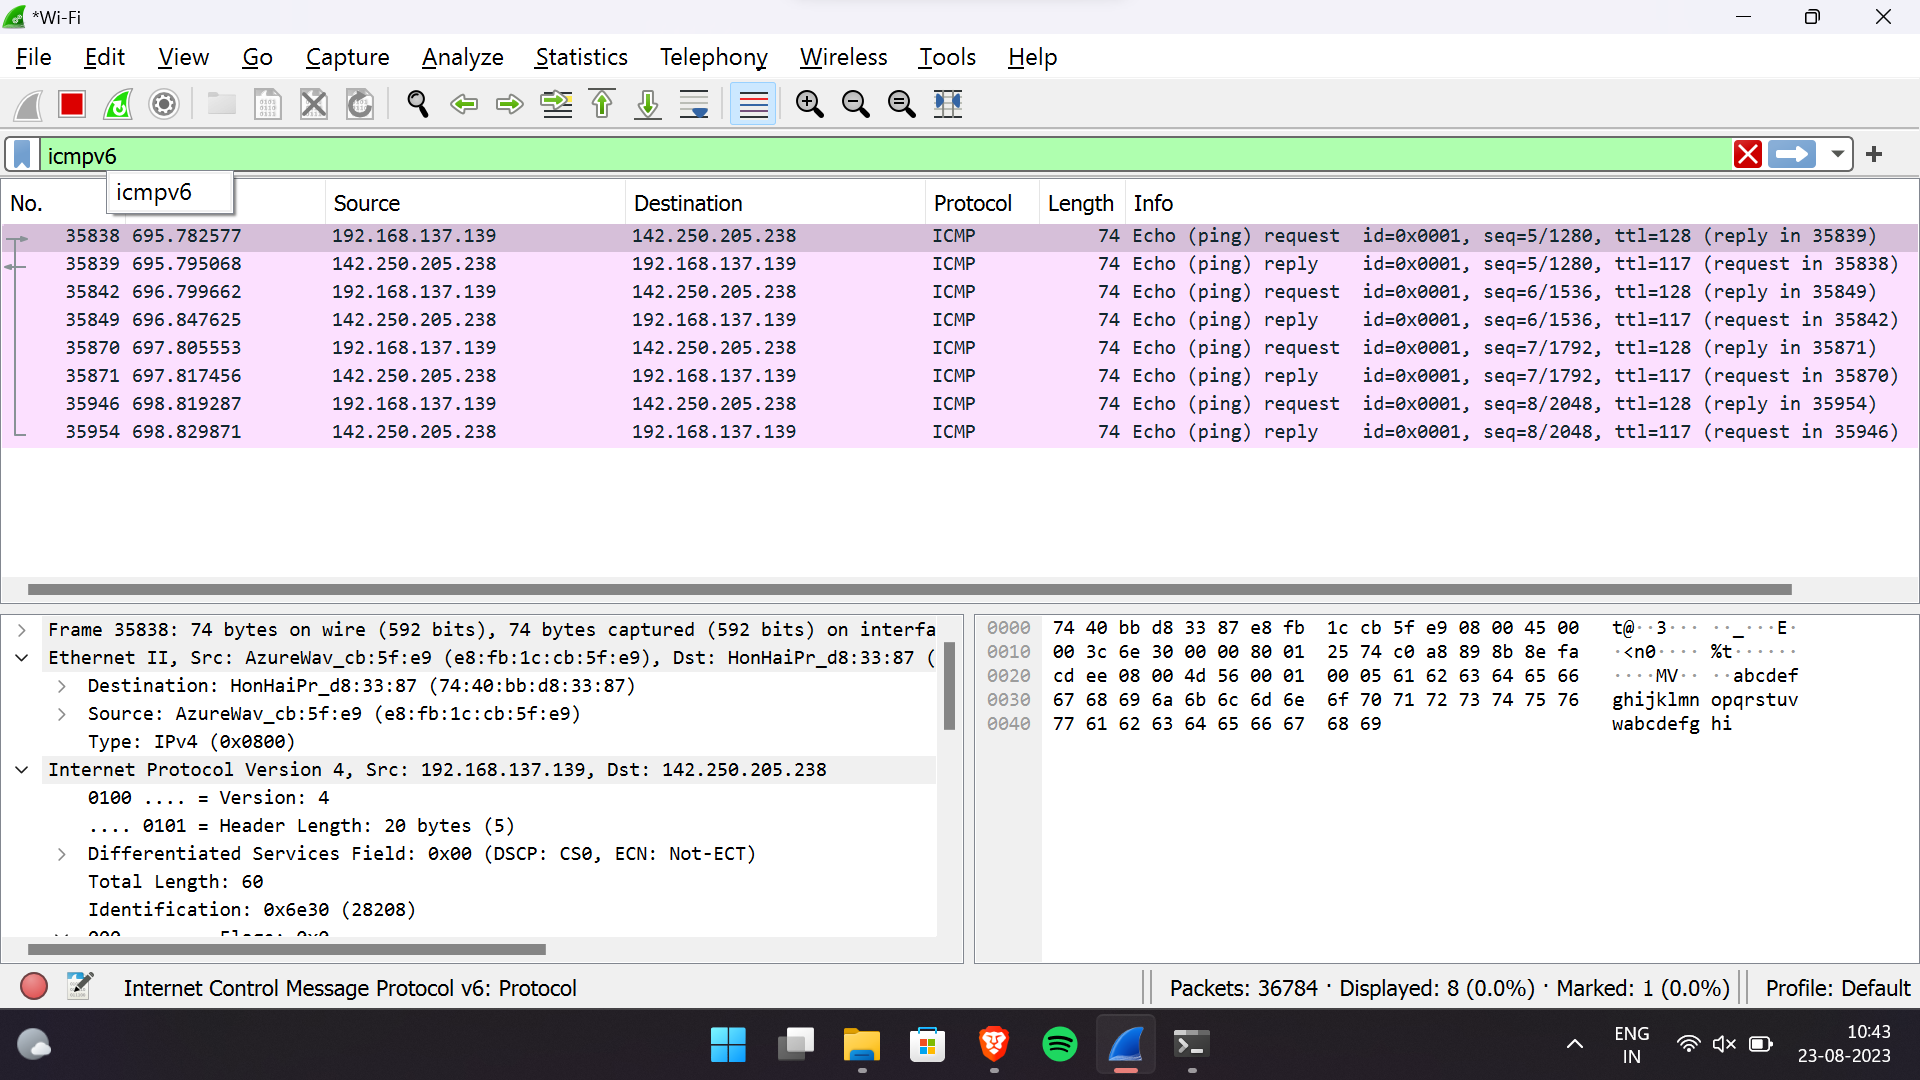 *Wi-Fi
File Edit View Go Capture Analyze Statistics Telephony Wireless Tools Help
icmpv6
icmpv6
No. Source Destination Protocol Length Info
35838 695.782577 192.168.137.139 142.250.205.238 ICMP 74 Echo (ping) request id=0x0001, seq=5/1280, ttl=128 (reply in 35839)
35839 695.795068 142.250.205.238 192.168.137.139 ICMP 74 Echo (ping) reply id=0x0001, seq=5/1280, ttl=117 (request in 35838)
35842 696.799662 192.168.137.139 142.250.205.238 ICMP 74 Echo (ping) request id=0x0001, seq=6/1536, ttl=128 (reply in 35849)
35849 696.847625 142.250.205.238 192.168.137.139 ICMP 74 Echo (ping) reply id=0x0001, seq=6/1536, ttl=117 (request in 35842)
35870 697.805553 192.168.137.139 142.250.205.238 ICMP 74 Echo (ping) request id=0x0001, seq=7/1792, ttl=128 (reply in 35871)
35871 697.817456 142.250.205.238 192.168.137.139 ICMP 74 Echo (ping) reply id=0x0001, seq=7/1792, ttl=117 (request in 35870)
35946 698.819287 192.168.137.139 142.250.205.238 ICMP 74 Echo (ping) request id=0x0001, seq=8/2048, ttl=128 (reply in 35954)
35954 698.829871 142.250.205.238 192.168.137.139 ICMP 74 Echo (ping) reply id=0x0001, seq=8/2048, ttl=117 (request in 35946)
Frame 35838: 74 bytes on wire (592 bits), 74 bytes captured (592 bits) on interfa
Ethernet II, Src: AzureWav_cb:5f:e9 (e8:fb:1c:cb:5f:e9), Dst: HonHaiPr_d8:33:87 (
Destination: HonHaiPr_d8:33:87 (74:40:bb:d8:33:87)
Source: AzureWav_cb:5f:e9 (e8:fb:1c:cb:5f:e9)
Type: IPv4 (0x0800)
Internet Protocol Version 4, Src: 192.168.137.139, Dst: 142.250.205.238
0100 .... = Version: 4
.... 0101 = Header Length: 20 bytes (5)
Differentiated Services Field: 0x00 (DSCP: CS0, ECN: Not-ECT)
Total Length: 60
Identification: 0x6e30 (28208)
0000 74 40 bb d8 33 87 e8 fb 1c cb 5f e9 08 00 45 00 t@··3··· ··_···E·
0010 00 3c 6e 30 00 00 80 01 25 74 c0 a8 89 8b 8e fa ·<n0···· %t······
0020 cd ee 08 00 4d 56 00 01 00 05 61 62 63 64 65 66 ····MV·· ··abcdef
0030 67 68 69 6a 6b 6c 6d 6e 6f 70 71 72 73 74 75 76 ghijklmn opqrstuv
0040 77 61 62 63 64 65 66 67 68 69 wabcdefg hi
Internet Control Message Protocol v6: Protocol
Packets: 36784 · Displayed: 8 (0.0%) · Marked: 1 (0.0%)
Profile: Default
ENG
IN
10:43
23-08-2023